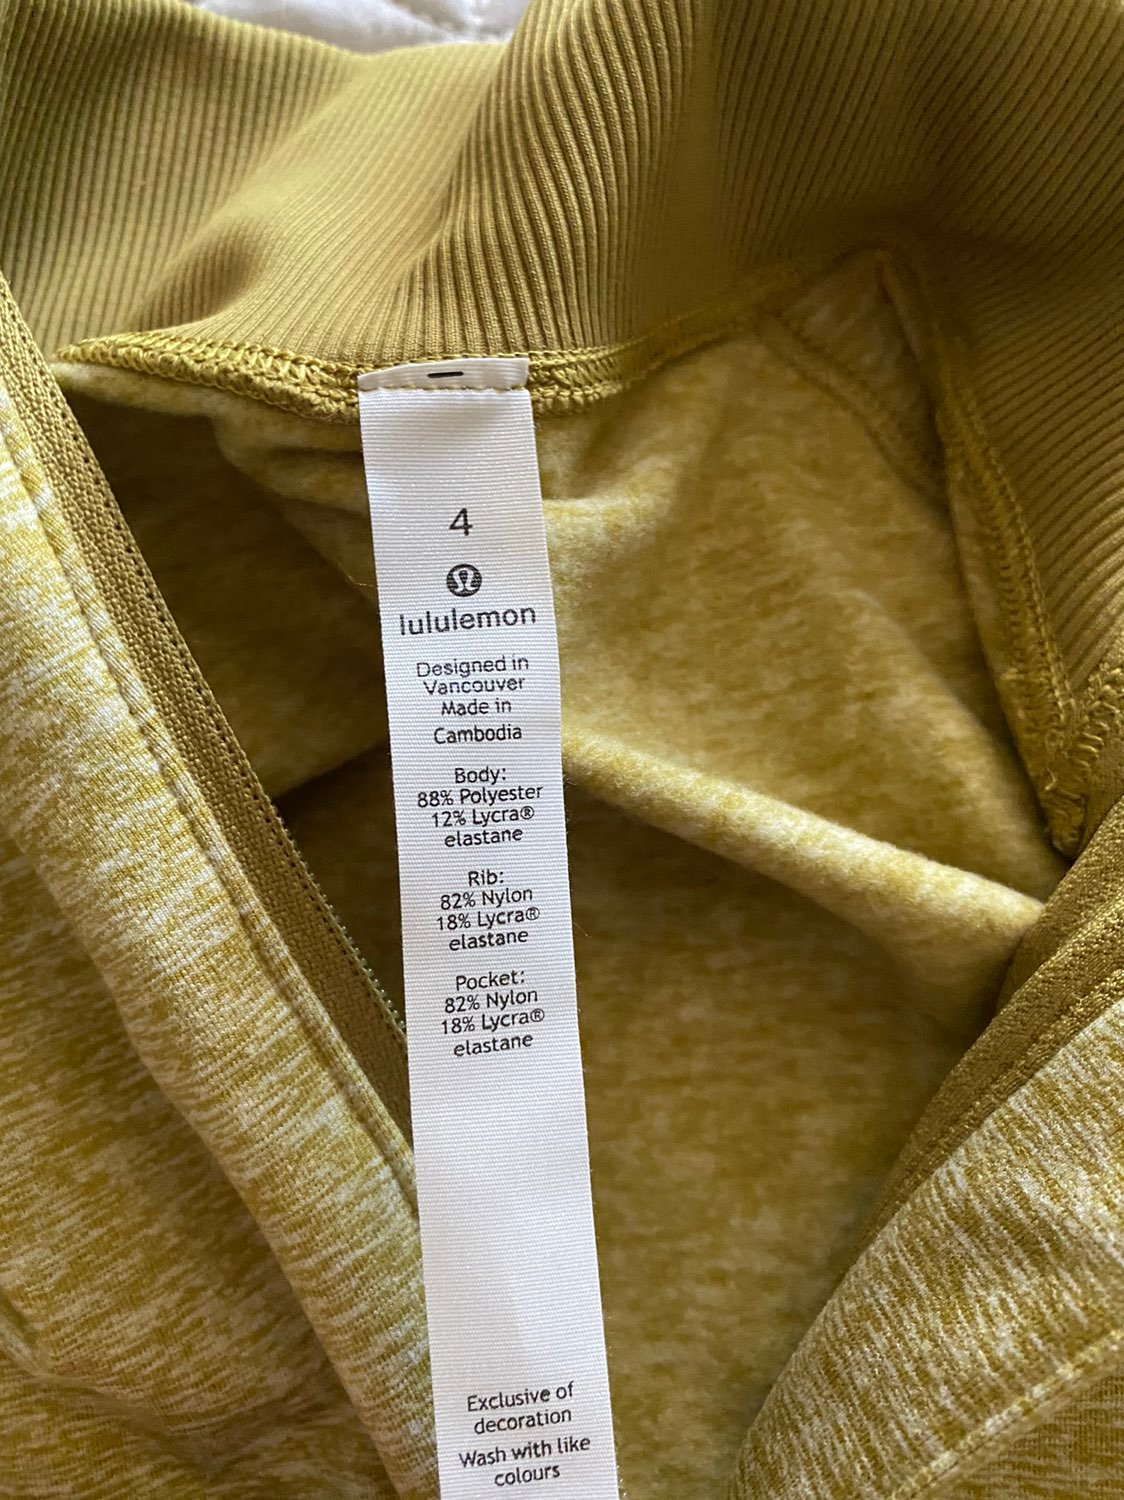 4
lululemon
Designed in
Vancouver
Made in
Cambodia
Body:
88% Polyester
12% Lycra®
elastane
Rib:
82% Nylon
18% Lycra®
elastane
Pocket:
82% Nylon
18% Lycra®
elastane
Exclusive of
decoration
Wash with like
colours